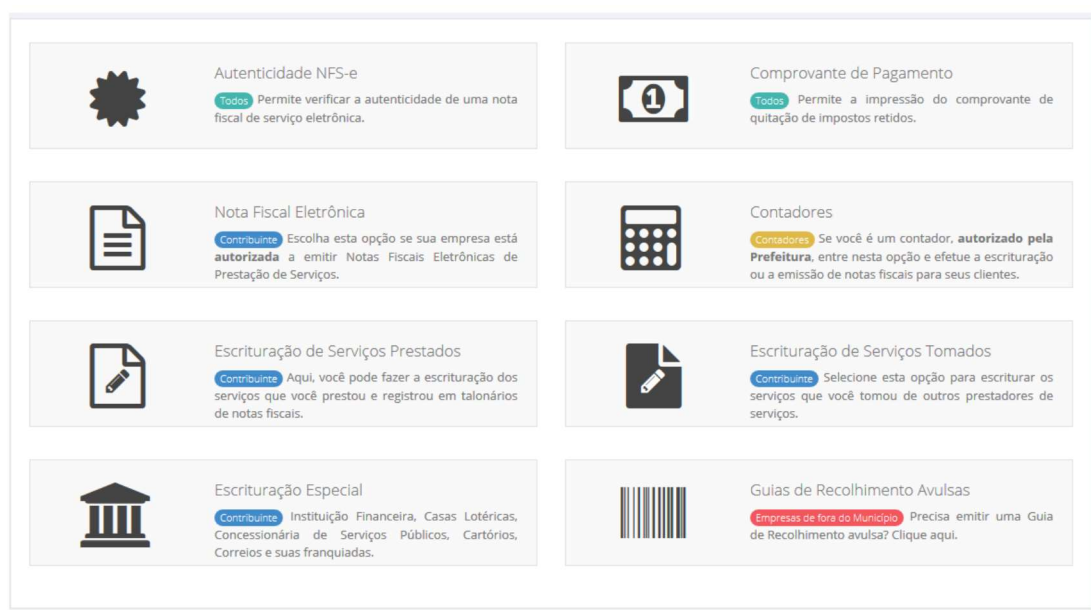 Autenticidade NFS-e
Todos Permite verificar a autenticidade de uma nota
fiscal de serviço eletrônica.
1
Comprovante de Pagamento
Todos Permite a impressão do comprovante de
quitação de impostos retidos.
Nota Fiscal Eletrônica
Contribuinte Escolha esta opção se sua empresa está
autorizada a emitir Notas Fiscais Eletrônicas de
Prestação de Serviços.
Contadores
Contadores Se você é um contador, autorizado pela
Prefeitura, entre nesta opção e efetue a escrituração
ou a emissão de notas fiscais para seus clientes.
Escrituração de Serviços Prestados
Contribuinte Aqui, você pode fazer a escrituração dos
serviços que você prestou e registrou em talonários
de notas fiscais.
Escrituração de Serviços Tomados
Contribuinte Selecione esta opção para escriturar os
serviços que você tomou de outros prestadores de
serviços.
Escrituração Especial
Contribuinte Instituição Financeira, Casas Lotéricas,
Concessionária de Serviços Públicos, Cartórios,
Correios e suas franquiadas.
Guias de Recolhimento Avulsas
Empresas de fora do Município Precisa emitir uma Guia
de Recolhimento avulsa? Clique aqui.